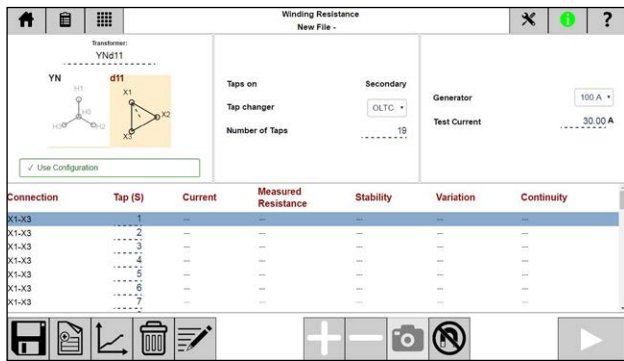 Winding Resistance
New File -
Transformer:
YNd11
YN
d11
H1
H0
H3
H2
X1
X2
X3
✓ Use Configuration
Taps on Secondary
Tap changer OLTC
Number of Taps 19
Generator 100 A
Test Current 30.00 A
Connection Tap (S) Current Measured Resistance Stability Variation Continuity
X1-X3 1 --- --- --- --- ---
X1-X3 2 --- --- --- --- ---
X1-X3 3 --- --- --- --- ---
X1-X3 4 --- --- --- --- ---
X1-X3 5 --- --- --- --- ---
X1-X3 6 --- --- --- --- ---
X1-X3 7 --- --- --- --- ---